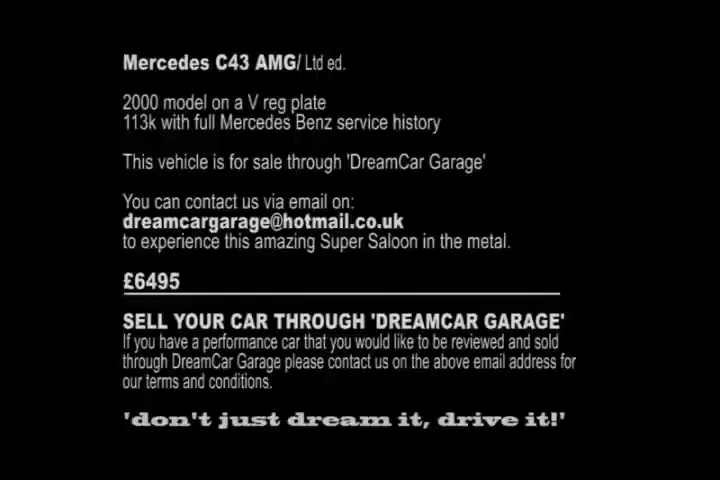 Mercedes C43 AMG/ Ltd ed.
2000 model on a V reg plate
113k with full Mercedes Benz service history
This vehicle is for sale through 'DreamCar Garage'
You can contact us via email on:
dreamcargarage@hotmail.co.uk
to experience this amazing Super Saloon in the metal.
£6495
SELL YOUR CAR THROUGH 'DREAMCAR GARAGE'
If you have a performance car that you would like to be reviewed and sold
through DreamCar Garage please contact us on the above email address for
our terms and conditions.
'don't just dream it, drive it!'